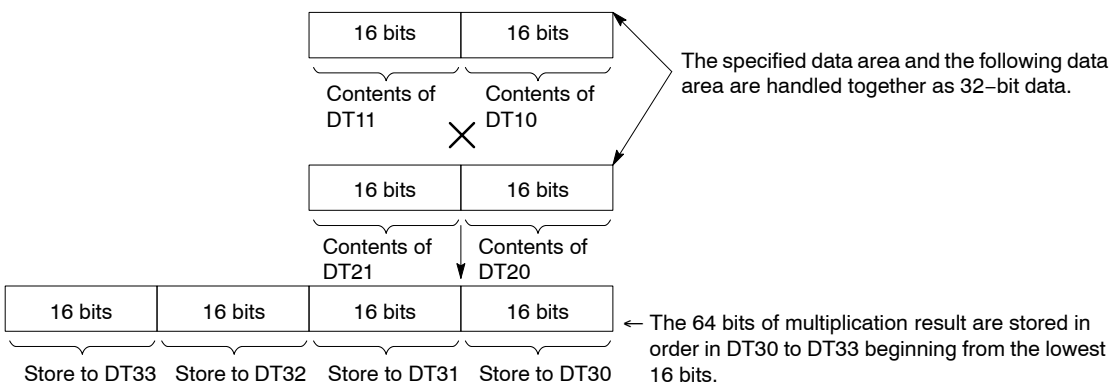 16 bits 16 bits
The specified data area and the following data
area are handled together as 32−bit data.
Contents of
DT11
Contents of
DT10
16 bits 16 bits
Contents of
DT21
Contents of
DT20
16 bits 16 bits 16 bits 16 bits
← The 64 bits of multiplication result are stored in
order in DT30 to DT33 beginning from the lowest
16 bits.
Store to DT33 Store to DT32 Store to DT31 Store to DT30